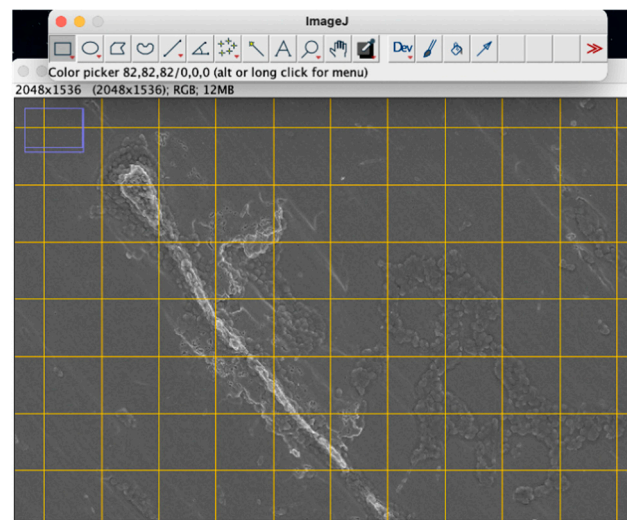 ImageJ
A
Dev
Color picker 82,82,82/0,0,0 (alt or long click for menu)
2048x1536 (2048x1536); RGB; 12MB